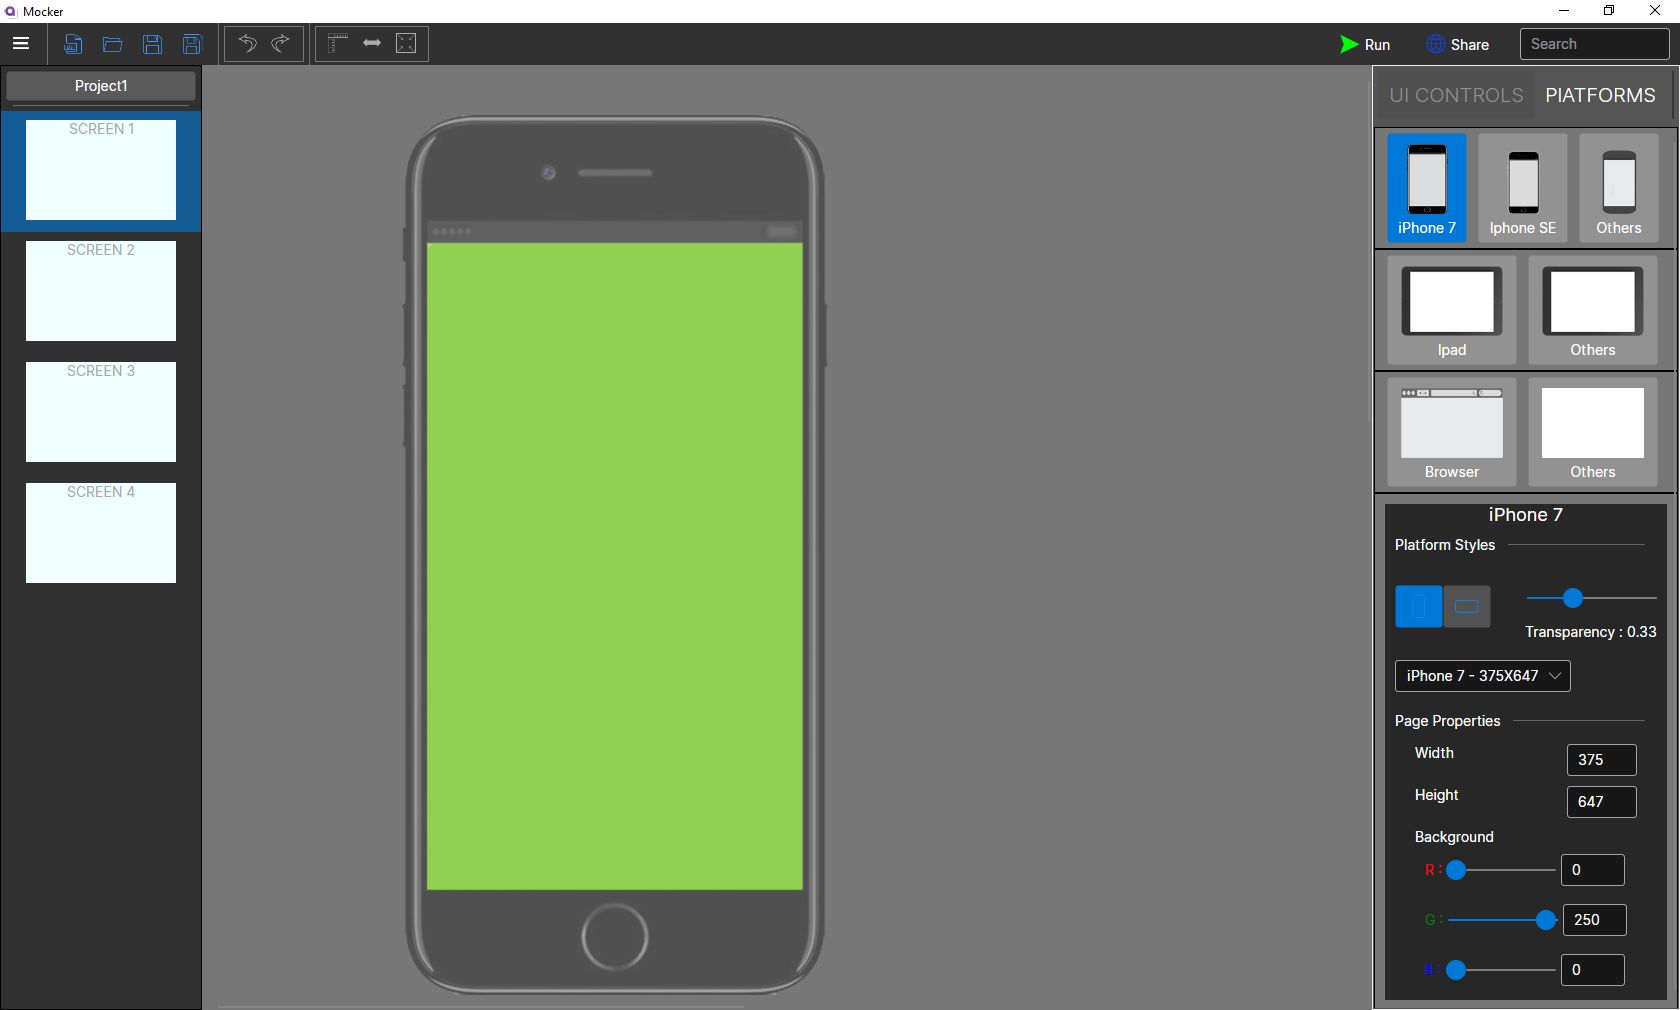 Mocker
Run
Share
Search
Project1
SCREEN 1
SCREEN 2
SCREEN 3
SCREEN 4
UI CONTROLS
PlATFORMS
iPhone 7
Iphone SE
Others
Ipad
Others
Browser
Others
iPhone 7
Platform Styles
Transparency : 0.33
iPhone 7 - 375X647
Page Properties
Width
375
Height
647
Background
R :
0
G :
250
B :
0